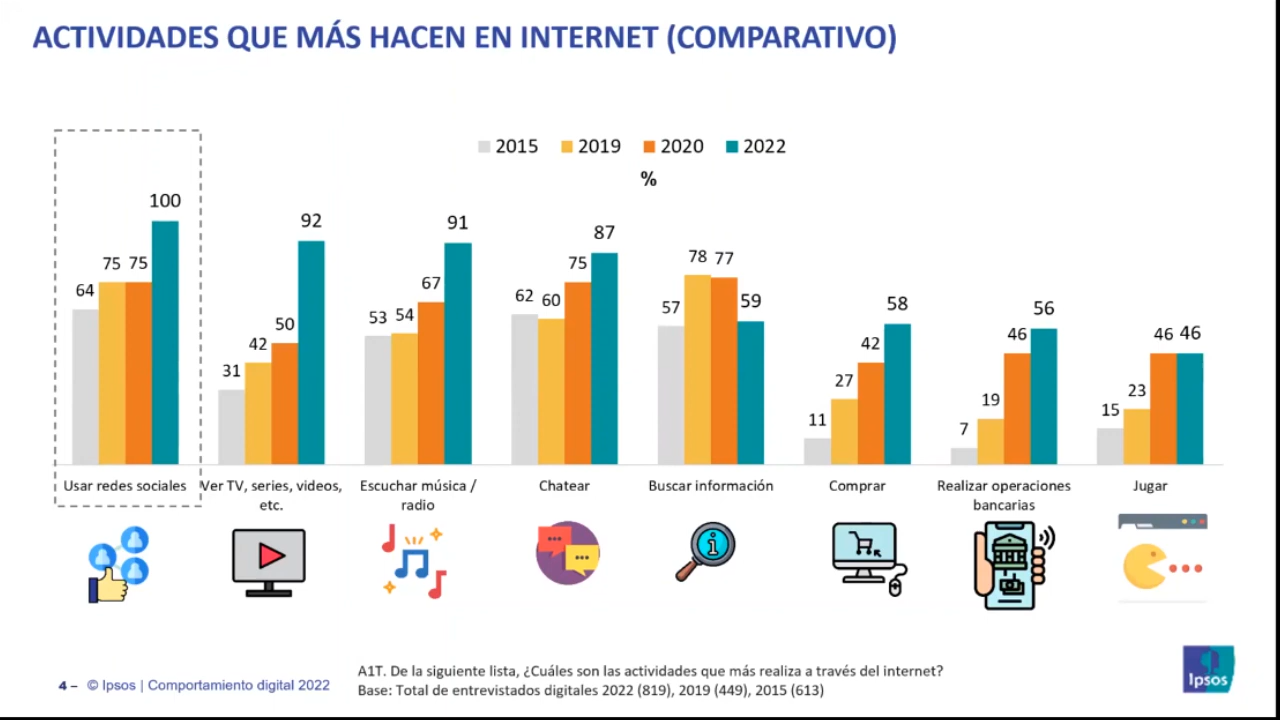 ACTIVIDADES QUE MÁS HACEN EN INTERNET (COMPARATIVO)
2015 2019 2020 2022
%
64 75 75 100
31 42 50 92
53 54 67 91
62 60 75 87
57 78 77 59
11 27 42 58
7 19 46 56
15 23 46 46
Usar redes sociales
Ver TV, series, videos,
etc.
Escuchar música /
radio
Chatear
Buscar información
Comprar
Realizar operaciones
bancarias
Jugar
A1T. De la siguiente lista, ¿Cuáles son las actividades que más realiza a través del internet?
Base: Total de entrevistados digitales 2022 (819), 2019 (449), 2015 (613)
4 – © Ipsos | Comportamiento digital 2022
Ipsos